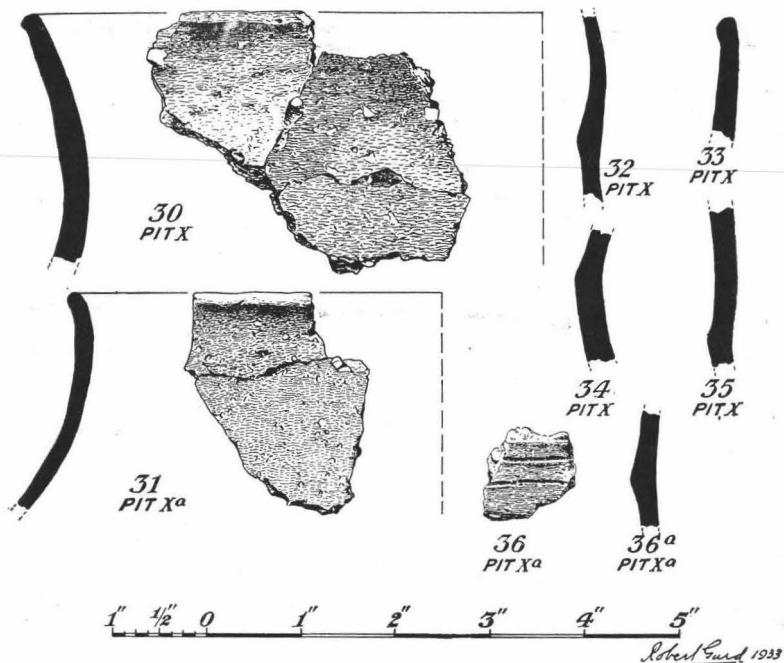 30
PIT X
32
PIT X
33
PIT X
34
PIT X
35
PIT X
31
PIT Xa
36
PIT Xa
36a
PIT Xa
1" 1/2" 0 1" 2" 3" 4" 5"
Robert Gurd 1933